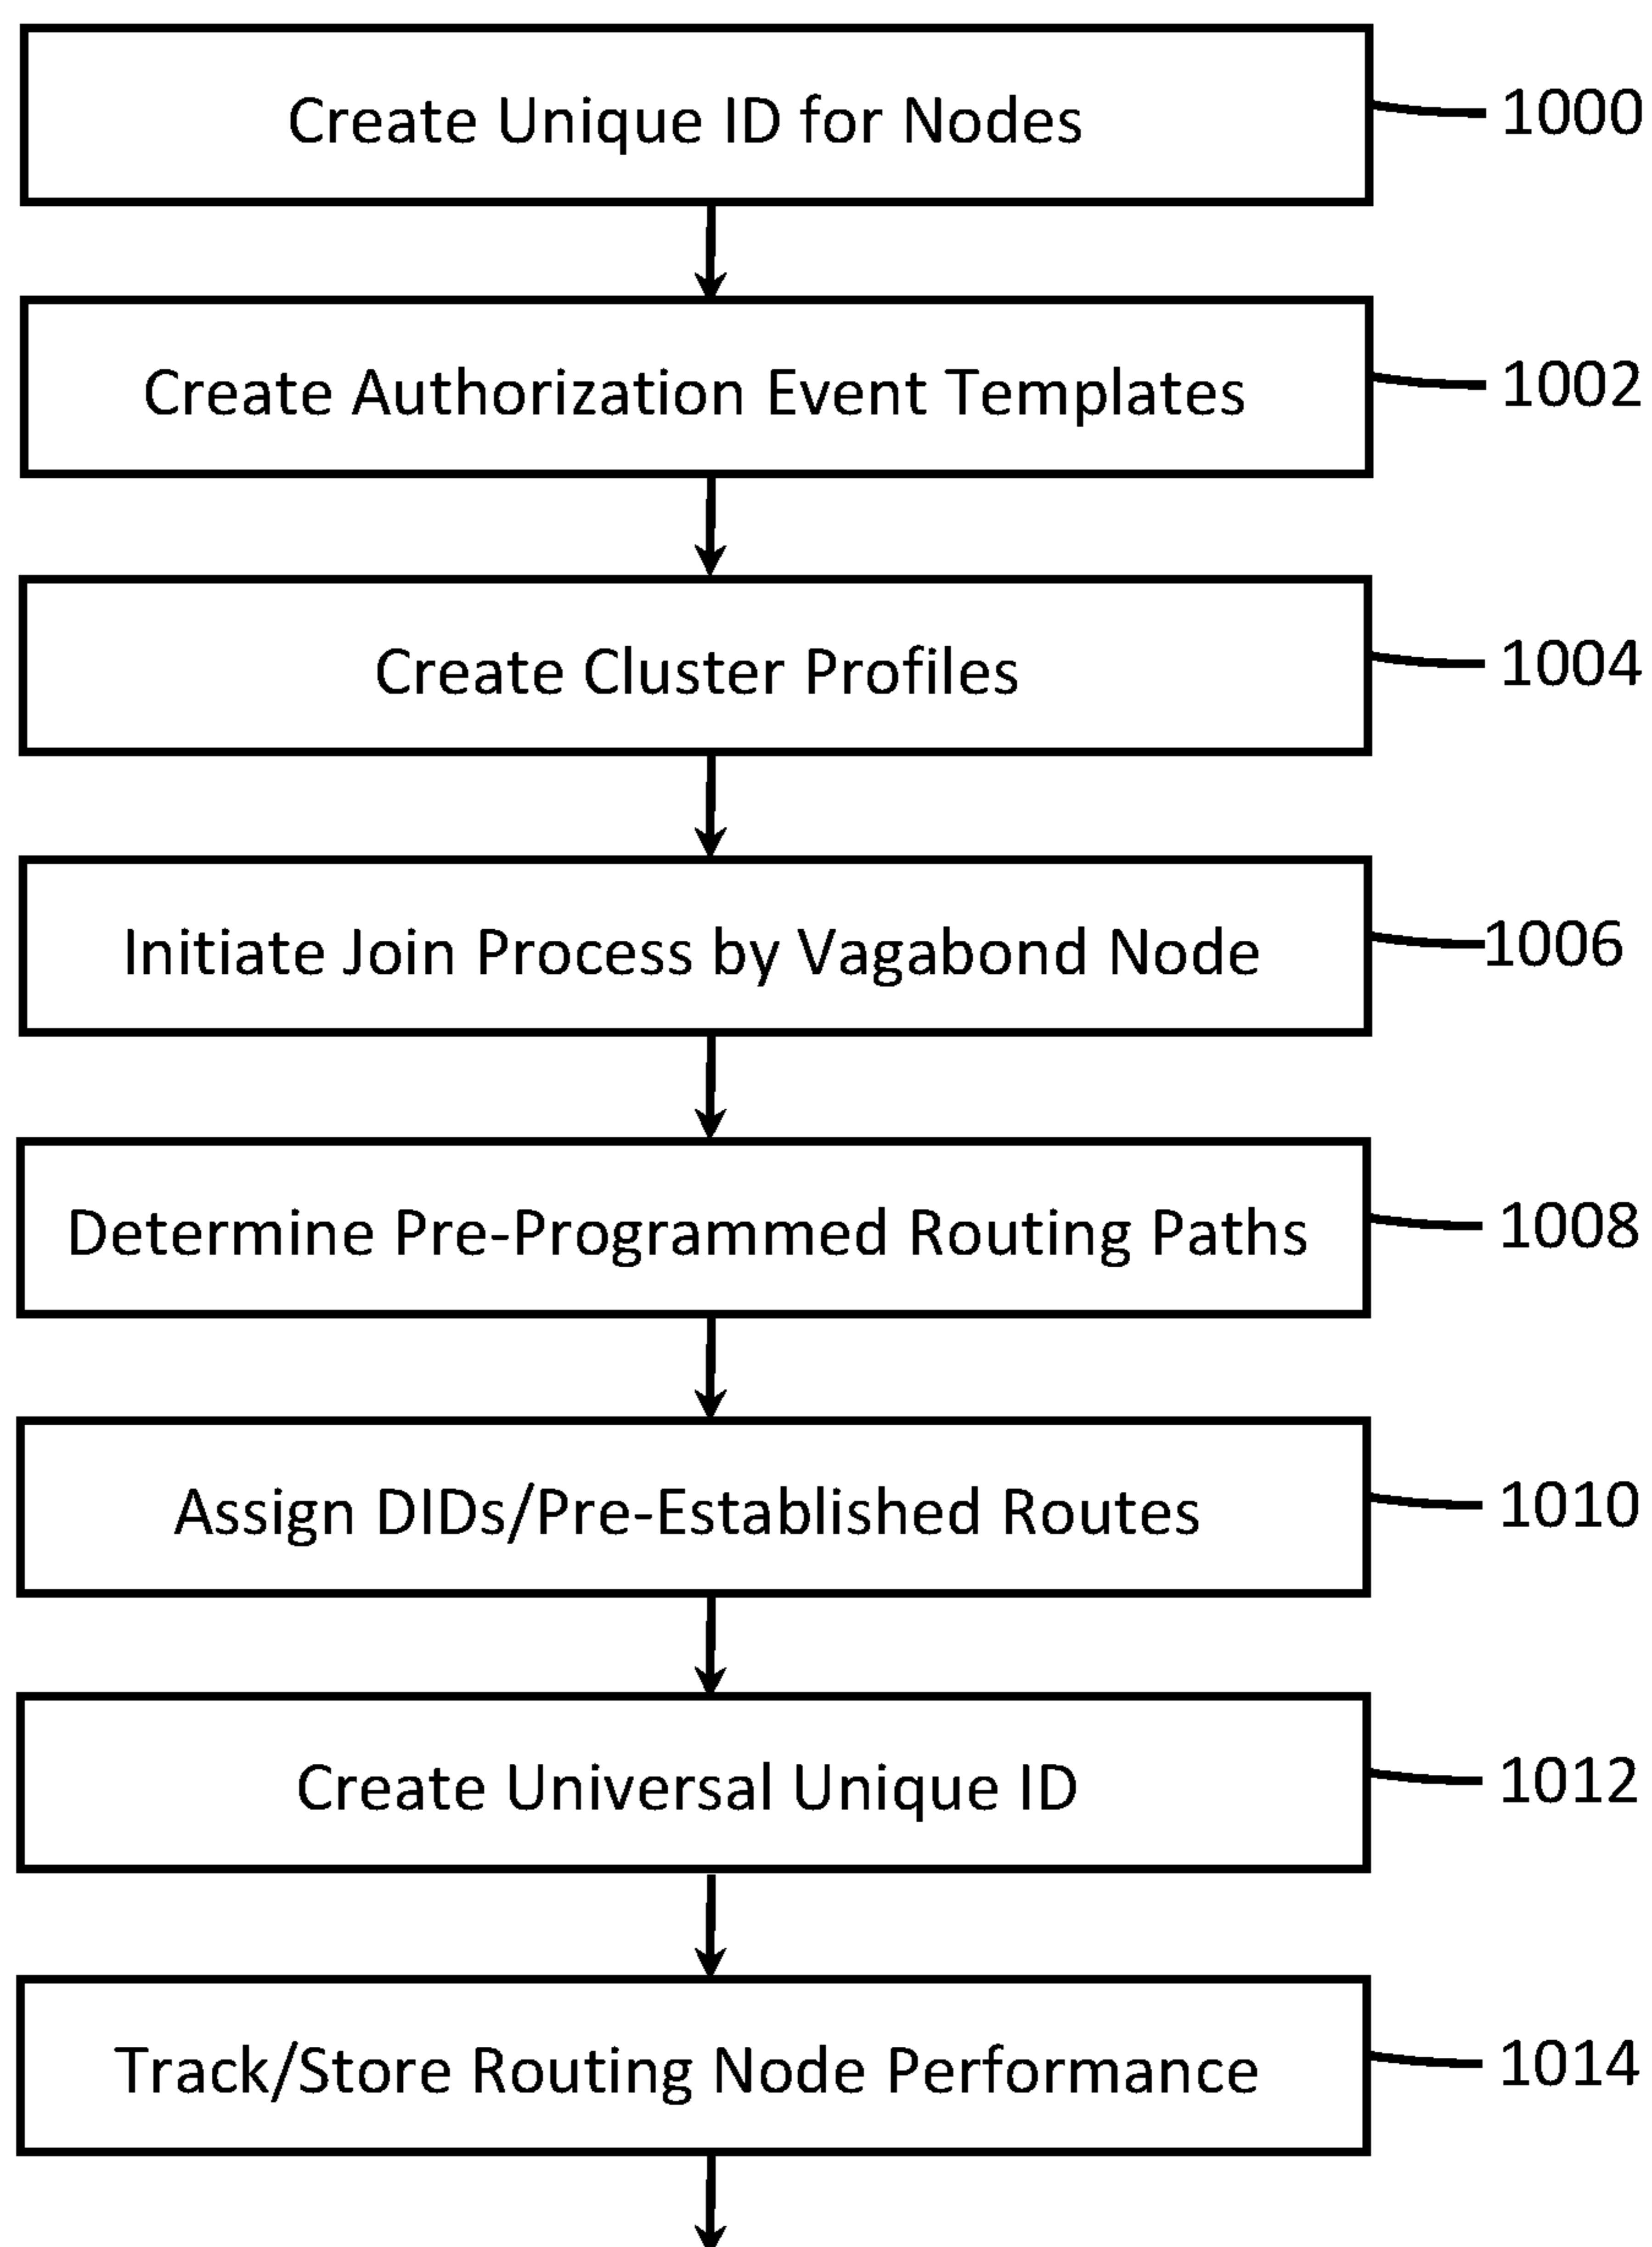 Create Unique ID for Nodes 1000
Create Authorization Event Templates 1002
Create Cluster Profiles 1004
Initiate Join Process by Vagabond Node 1006
Determine Pre-Programmed Routing Paths 1008
Assign DIDs/Pre-Established Routes 1010
Create Universal Unique ID 1012
Track/Store Routing Node Performance 1014